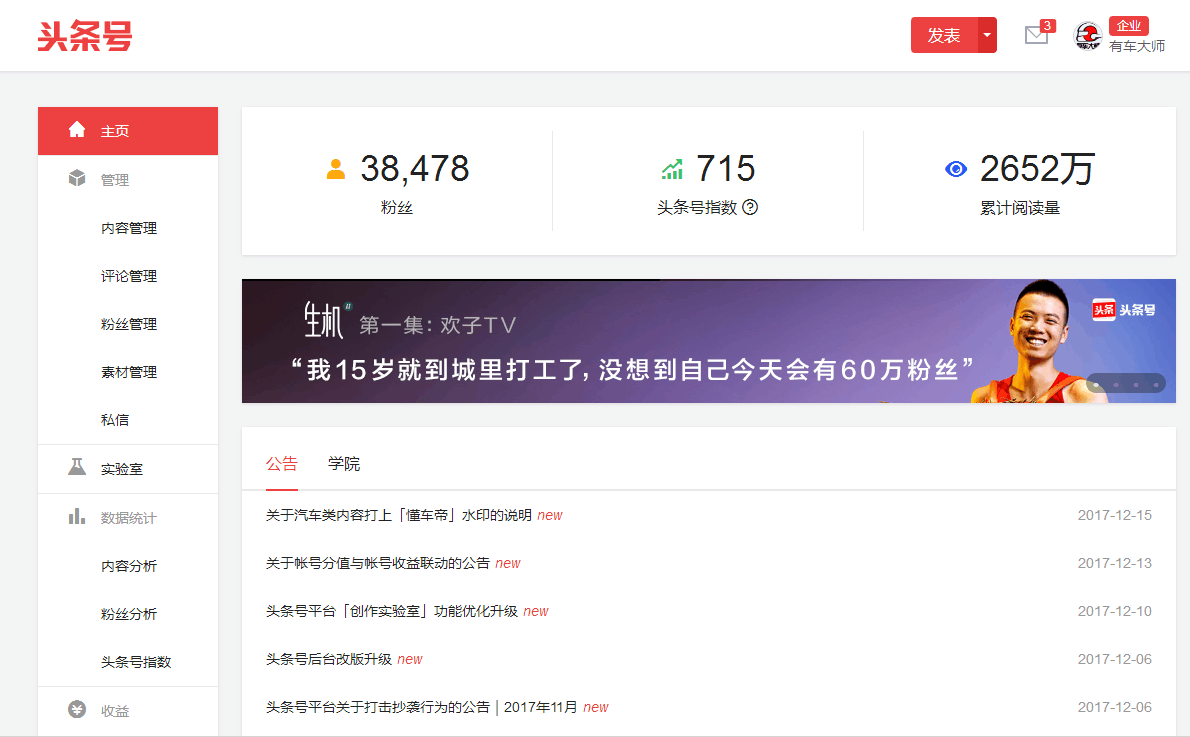 头条号
发表
3
企业
有车大师
主页
管理
内容管理
评论管理
粉丝管理
素材管理
私信
实验室
数据统计
内容分析
粉丝分析
头条号指数
收益
38,478
粉丝
715
头条号指数 ?
2652万
累计阅读量
生机 第一集：欢子TV
“我15岁就到城里打工了，没想到自己今天会有60万粉丝”
头条 头条号
公告 学院
关于汽车类内容打上「懂车帝」水印的说明 new 2017-12-15
关于帐号分值与帐号收益联动的公告 new 2017-12-13
头条号平台「创作实验室」功能优化升级 new 2017-12-10
头条号后台改版升级 new 2017-12-06
头条号平台关于打击抄袭行为的公告｜2017年11月 new 2017-12-06